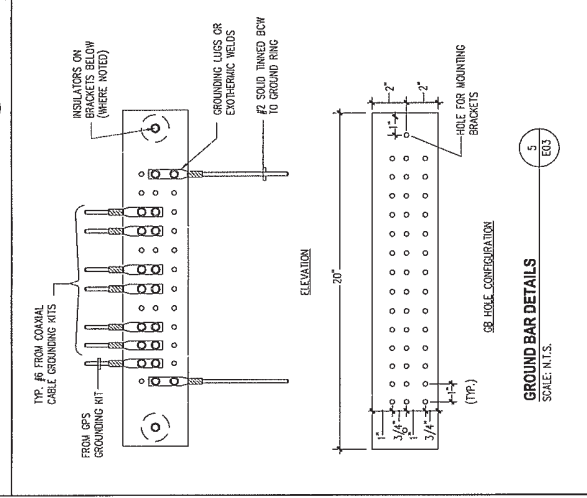 TYP. #6 FROM COAXIAL
CABLE GROUNDING KITS
FROM GPS
GROUNDING KIT
INSULATORS ON
BRACKETS BELOW
(WHERE NOTED)
GROUNDING LUGS OR
EXOTHERMIC WELDS
#2 SOLID TINNED BCW
TO GROUND RING
ELEVATION
20"
1"
3/4"
1"
3/4"
1"
(TYP.)
1"
2"
2"
HOLE FOR MOUNTING
BRACKETS
GB HOLE CONFIGURATION
GROUND BAR DETAILS
SCALE: N.T.S.
5
E03